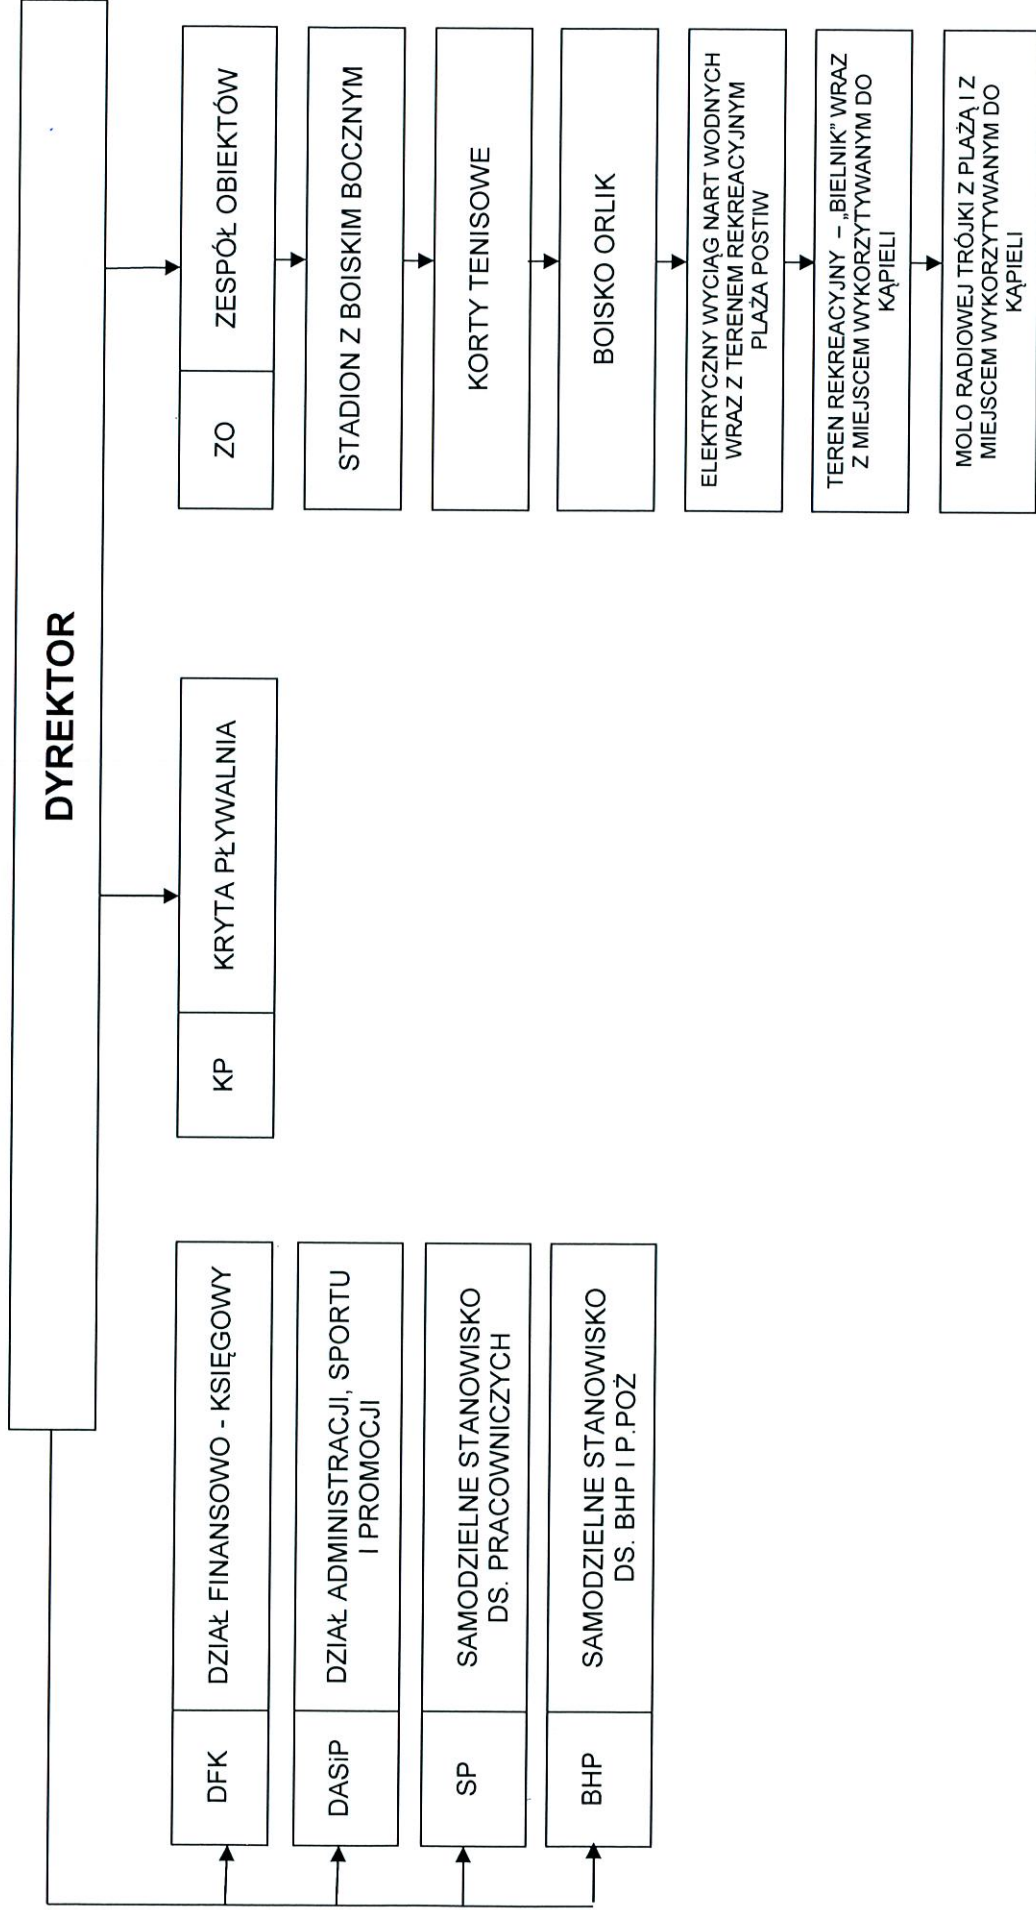 DYREKTOR
DFK
DZIAŁ FINANSOWO - KSIĘGOWY
DASiP
DZIAŁ ADMINISTRACJI, SPORTU
I PROMOCJI
SP
SAMODZIELNE STANOWISKO
DS. PRACOWNICZYCH
BHP
SAMODZIELNE STANOWISKO
DS. BHP I P.POŻ
KP
KRYTA PŁYWALNIA
ZO
ZESPÓŁ OBIEKTÓW
STADION Z BOISKIM BOCZNYM
KORTY TENISOWE
BOISKO ORLIK
ELEKTRYCZNY WYCIĄG NART WODNYCH
WRAZ Z TERENEM REKREACYJNYM
PLAŻA POSTIW
TEREN REKREACYJNY – „BIELNIK” WRAZ
Z MIEJSCEM WYKORZYTYWANYM DO
KĄPIELI
MOLO RADIOWEJ TRÓJKI Z PLAŻĄ I Z
MIEJSCEM WYKORZYTYWANYM DO
KĄPIELI